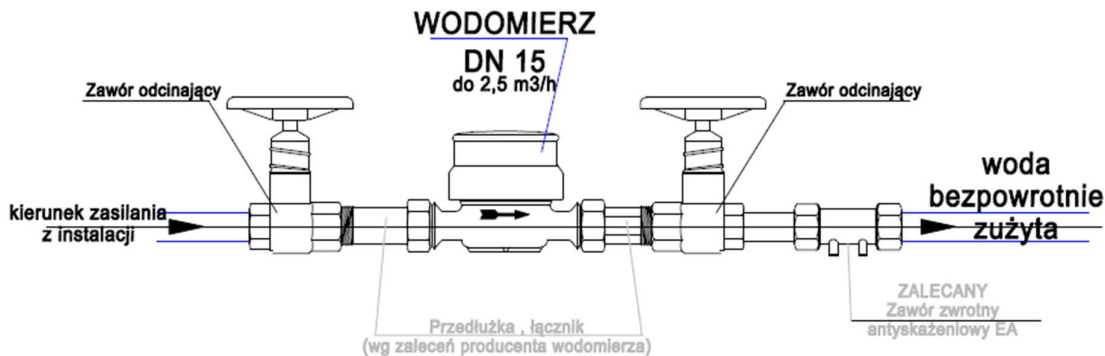 WODOMIERZ
DN 15
do 2,5 m3/h
Zawór odcinający
Zawór odcinający
kierunek zasilania
z instalacji
woda
bezpowrotnie
zużyta
Przedłużka , łącznik
(wg zaleceń producenta wodomierza)
ZALECANY
Zawór zwrotny
antyskażeniowy EA